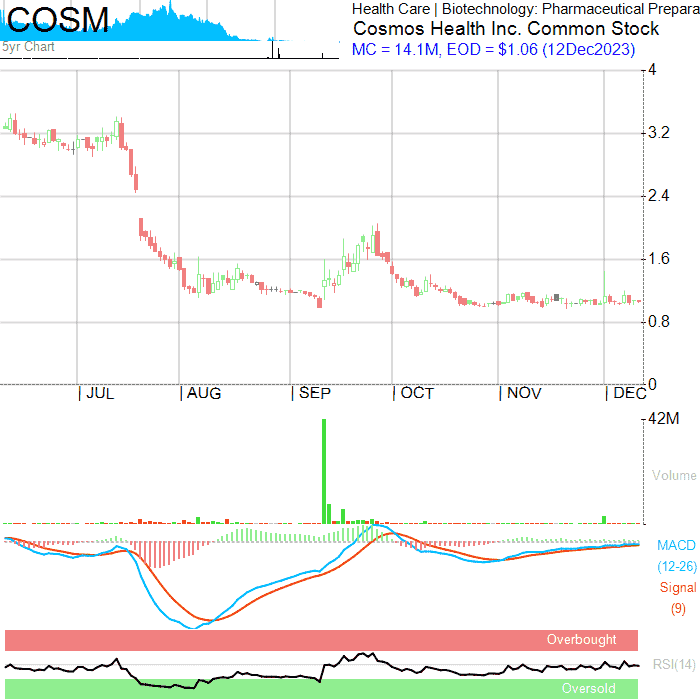 COSM
5yr Chart
Health Care | Biotechnology: Pharmaceutical Prepara
Cosmos Health Inc. Common Stock
MC = 14.1M, EOD = $1.06 (12Dec2023)
4
3.2
2.4
1.6
0.8
0
JUL AUG SEP OCT NOV DEC
42M
Volume
MACD
(12-26)
Signal
(9)
Overbought
RSI(14)
Oversold